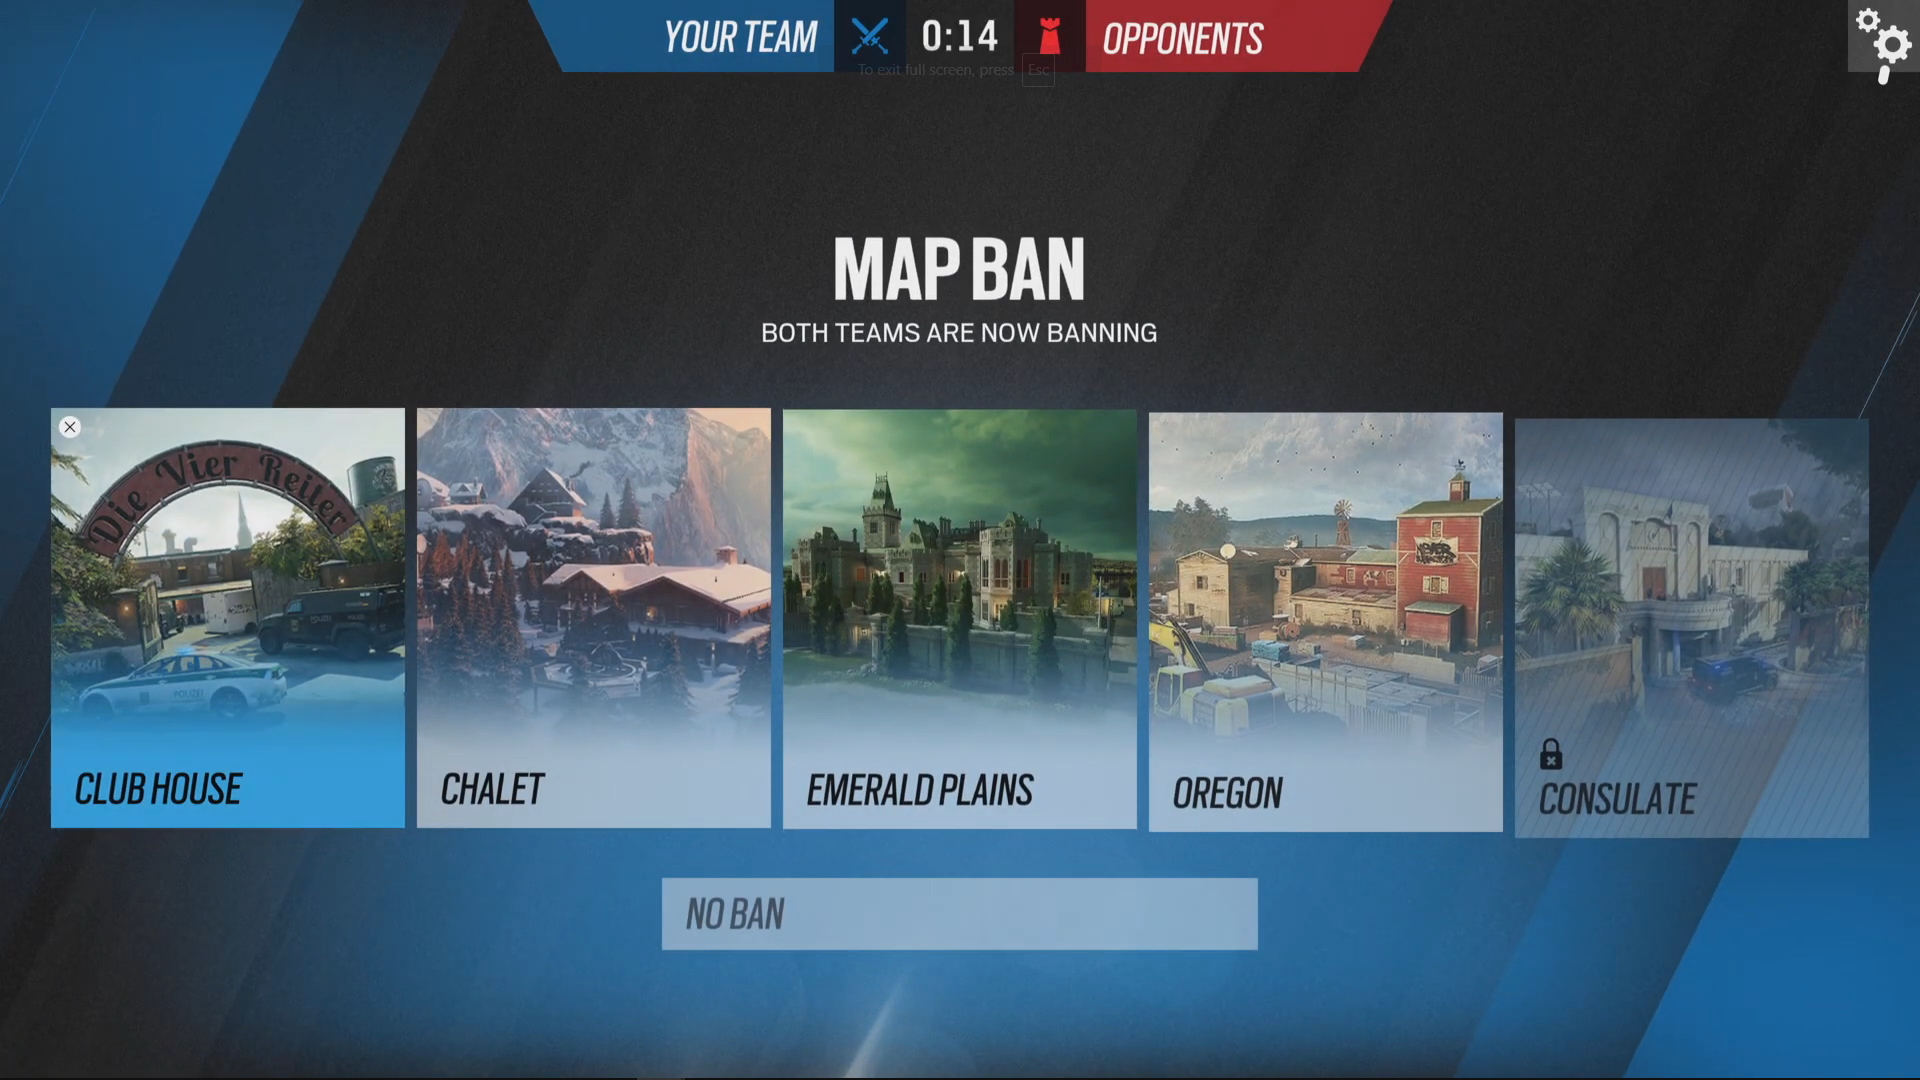 YOUR TEAM
0:14
OPPONENTS
To exit full screen, press Esc
MAP BAN
BOTH TEAMS ARE NOW BANNING
Die Vier Reiter
POLIZEI
CLUB HOUSE
CHALET
EMERALD PLAINS
OREGON
CONSULATE
NO BAN